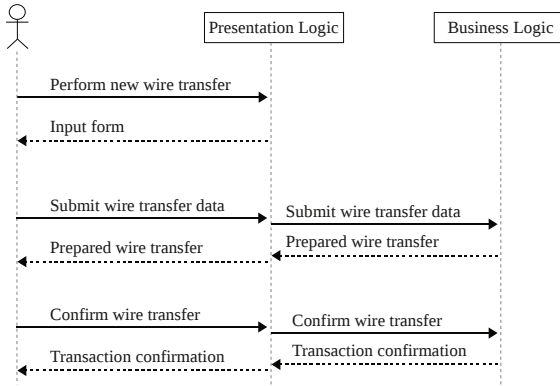 Presentation Logic
Business Logic
Perform new wire transfer
Input form
Submit wire transfer data
Submit wire transfer data
Prepared wire transfer
Prepared wire transfer
Confirm wire transfer
Confirm wire transfer
Transaction confirmation
Transaction confirmation